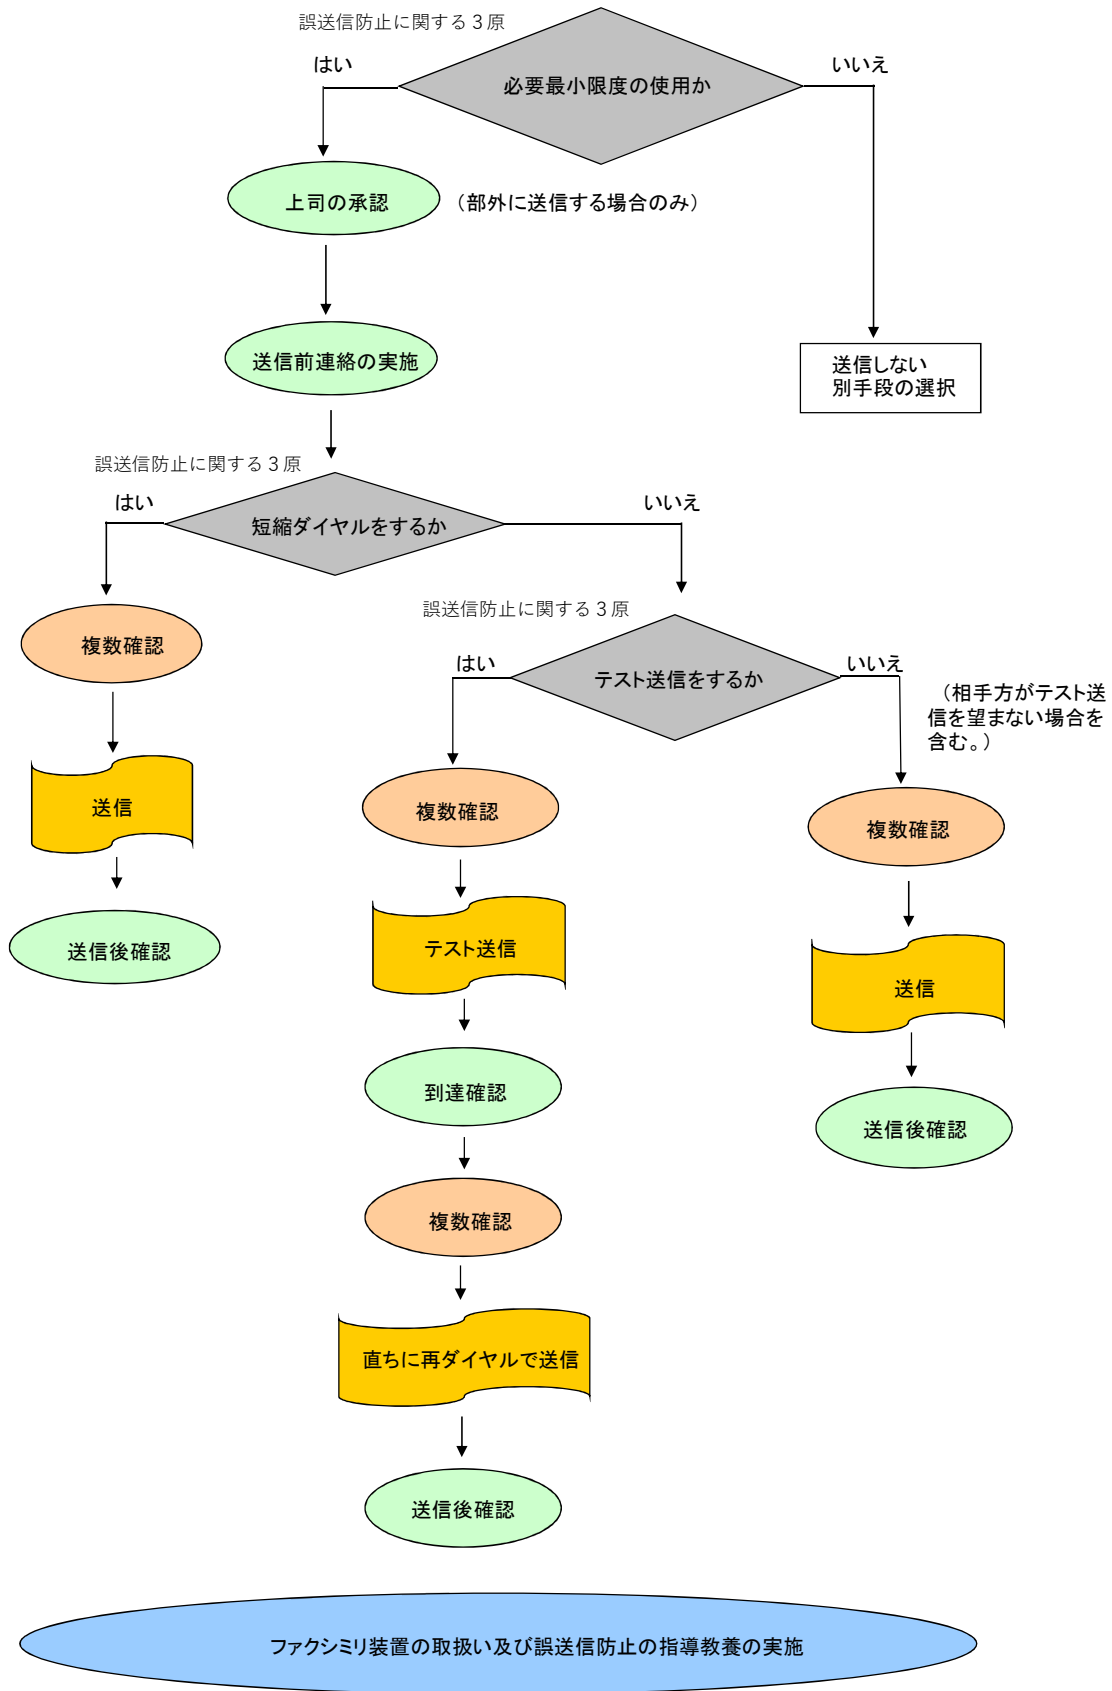 誤送信防止に関する３原
はい
いいえ
必要最小限度の使用か
上司の承認
（部外に送信する場合のみ）
送信前連絡の実施
送信しない
別手段の選択
誤送信防止に関する３原
はい
いいえ
短縮ダイヤルをするか
誤送信防止に関する３原
複数確認
はい
いいえ
テスト送信をするか
（相手方がテスト送
信を望まない場合を
含む。）
送信
複数確認
複数確認
送信後確認
テスト送信
送信
到達確認
送信後確認
複数確認
直ちに再ダイヤルで送信
送信後確認
ファクシミリ装置の取扱い及び誤送信防止の指導教養の実施